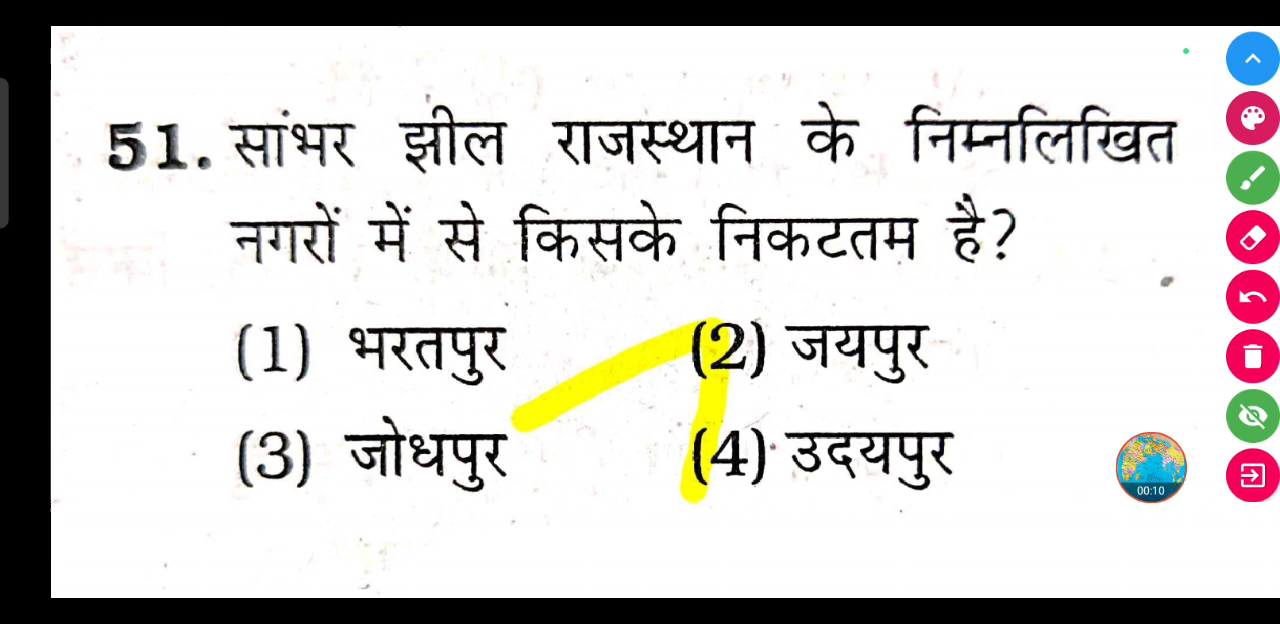 51. सांभर झील राजस्थान के निम्नलिखित
नगरों में से किसके निकटतम है?
(1) भरतपुर (2) जयपुर
(3) जोधपुर (4) उदयपुर
00:10